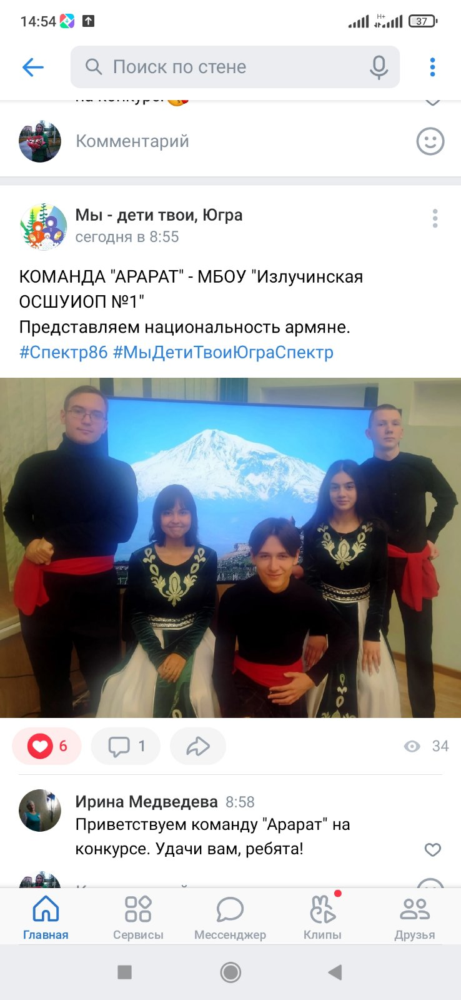 14:54
H+
37
Поиск по стене
Комментарий
Мы - дети твои, Югра
сегодня в 8:55
КОМАНДА "АРАРАТ" - МБОУ "Излучинская
ОСШУИОП №1"
Представляем национальность армяне.
#Спектр86 #МыДетиТвоиЮграСпектр
6
1
34
Ирина Медведева 8:58
Приветствуем команду "Арарат" на
конкурсе. Удачи вам, ребята!
Главная
Сервисы
Мессенджер
Клипы
Друзья